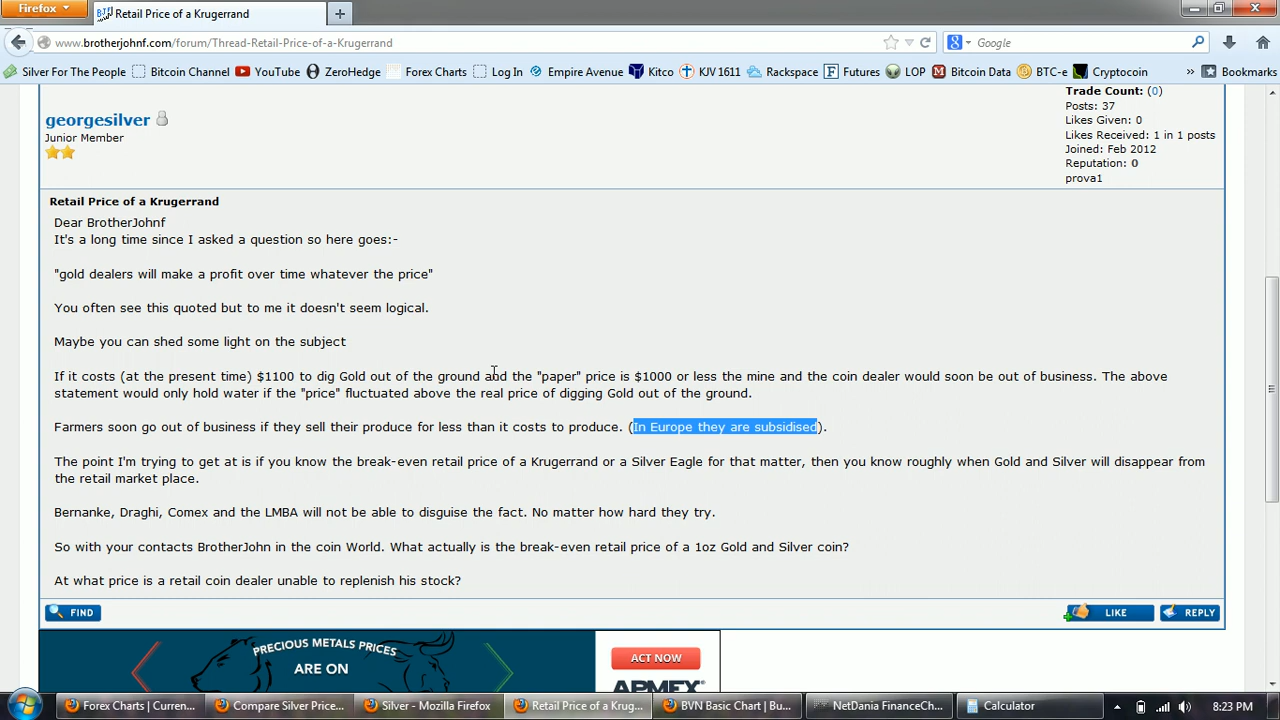 Firefox
Retail Price of a Krugerrand
www.brotherjohnf.com/forum/Thread-Retail-Price-of-a-Krugerrand
Google
Silver For The People
Bitcoin Channel
YouTube
ZeroHedge
Forex Charts
Log In
Empire Avenue
Kitco
KJV 1611
Rackspace
Futures
LOP
Bitcoin Data
BTC-e
Cryptocoin
»
Bookmarks
georgesilver
Junior Member
Trade Count: (0)
Posts: 37
Likes Given: 0
Likes Received: 1 in 1 posts
Joined: Feb 2012
Reputation: 0
prova1
Retail Price of a Krugerrand
Dear BrotherJohnf
It's a long time since I asked a question so here goes:-
"gold dealers will make a profit over time whatever the price"
You often see this quoted but to me it doesn't seem logical.
Maybe you can shed some light on the subject
If it costs (at the present time) $1100 to dig Gold out of the ground and the "paper" price is $1000 or less the mine and the coin dealer would soon be out of business. The above
statement would only hold water if the "price" fluctuated above the real price of digging Gold out of the ground.
Farmers soon go out of business if they sell their produce for less than it costs to produce. (In Europe they are subsidised).
The point I'm trying to get at is if you know the break-even retail price of a Krugerrand or a Silver Eagle for that matter, then you know roughly when Gold and Silver will disappear from
the retail market place.
Bernanke, Draghi, Comex and the LMBA will not be able to disguise the fact. No matter how hard they try.
So with your contacts BrotherJohn in the coin World. What actually is the break-even retail price of a 1oz Gold and Silver coin?
At what price is a retail coin dealer unable to replenish his stock?
FIND
LIKE
REPLY
PRECIOUS METALS PRICES
ARE ON
ACT NOW
APMEX
Forex Charts | Curren...
Compare Silver Price...
Silver - Mozilla Firefox
Retail Price of a Krug...
BVN Basic Chart | Bu...
NetDania FinanceCh...
Calculator
8:23 PM